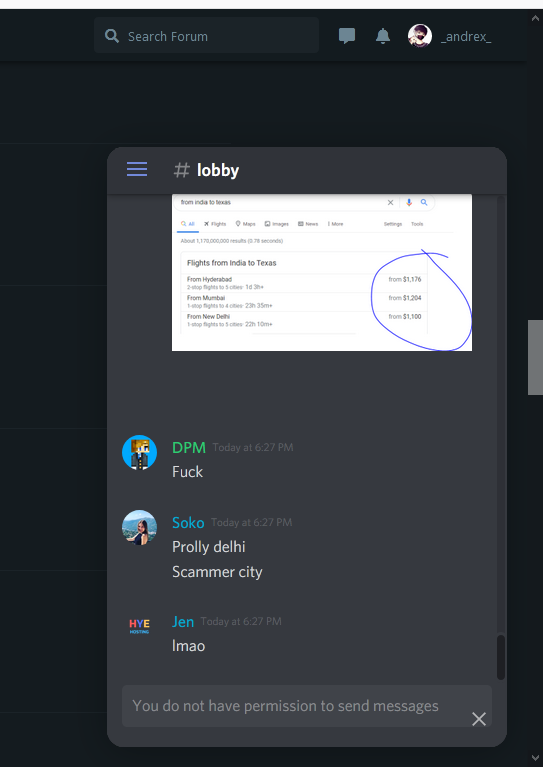 Search Forum
_andrex_
# lobby
from india to texas
All Flights Maps Images News More Settings Tools
About 1,170,000,000 results (0.78 seconds)
Flights from India to Texas
From Hyderabad from $1,176
2-stop flights to 5 cities· 1d 3h+
From Mumbai from $1,204
1-stop flights to 4 cities· 23h 35m+
From New Delhi from $1,100
1-stop flights to 5 cities· 22h 10m+
DPM Today at 6:27 PM
Fuck
Soko Today at 6:27 PM
Prolly delhi
Scammer city
HYE
HOSTING
Jen Today at 6:27 PM
lmao
You do not have permission to send messages